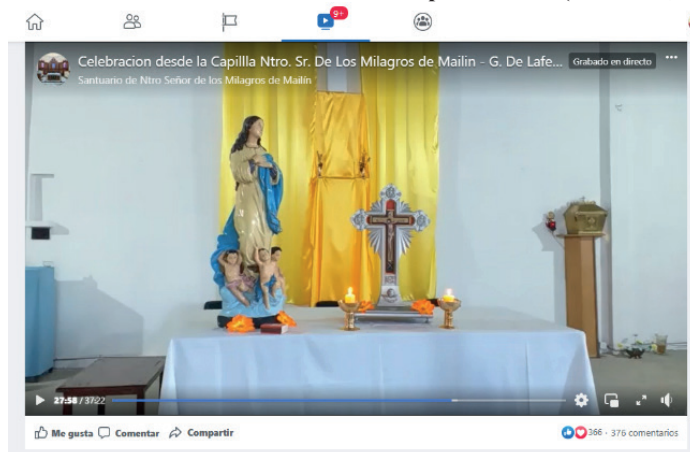 9+
Celebracion desde la Capillla Ntro. Sr. De Los Milagros de Mailin - G. De Lafe... Grabado en directo
Santuario de Ntro Señor de los Milagros de Mailín
27:58 / 37:22
Me gusta Comentar Compartir 366 · 376 comentarios